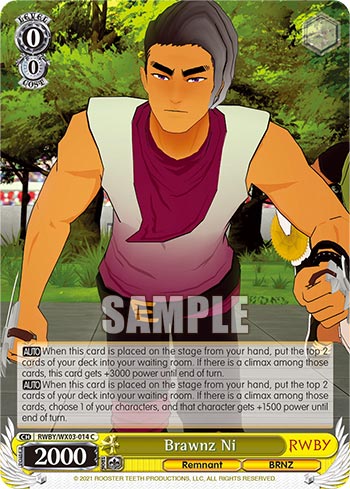 LEVEL
0
0
COST
SAMPLE
AUTO When this card is placed on the stage from your hand, put the top 2
cards of your deck into your waiting room. If there is a climax among those
cards, this card gets +3000 power until end of turn.
AUTO When this card is placed on the stage from your hand, put the top 2
cards of your deck into your waiting room. If there is a climax among those
cards, choose 1 of your characters, and that character gets +1500 power until
end of turn.
CH RWBY/WX03-014 C
Brawnz Ni
RWBY
2000
Remnant
BRNZ
© 2021 ROOSTER TEETH PRODUCTIONS, LLC. ALL RIGHTS RESERVED.